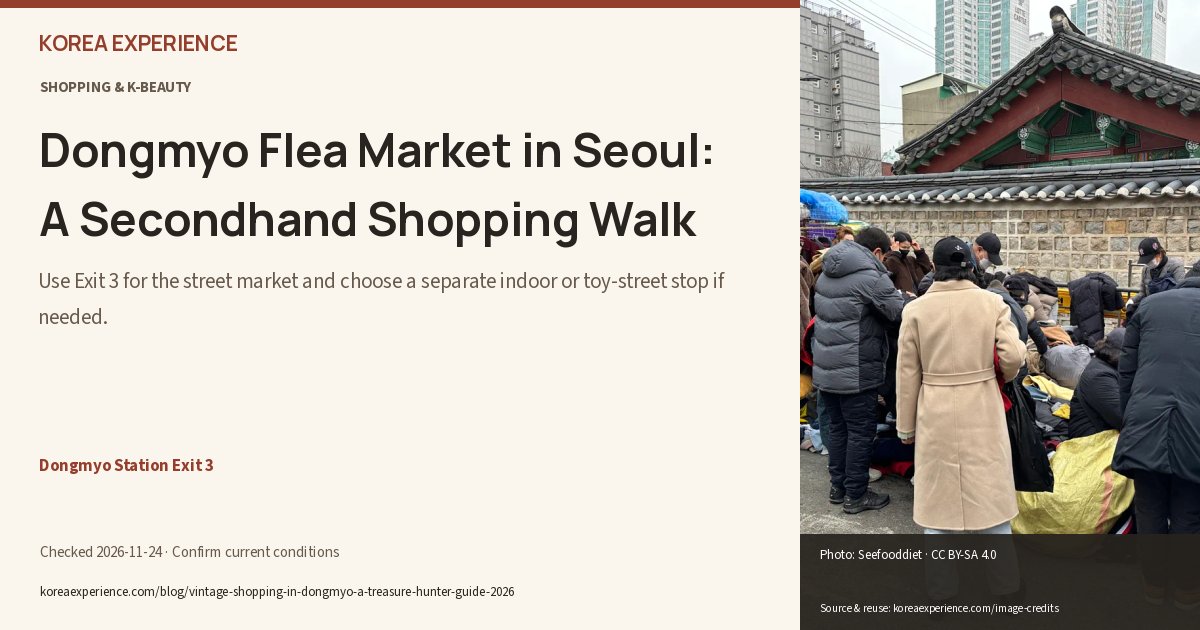 KOREA EXPERIENCE
SHOPPING & K-BEAUTY
Dongmyo Flea Market in Seoul:
A Secondhand Shopping Walk
Use Exit 3 for the street market and choose a separate indoor or toy-street stop if
needed.
Dongmyo Station Exit 3
Checked 2026-11-24 · Confirm current conditions
koreaexperience.com/blog/vintage-shopping-in-dongmyo-a-treasure-hunter-guide-2026
Photo: Seefooddiet · CC BY-SA 4.0
Source & reuse: koreaexperience.com/image-credits